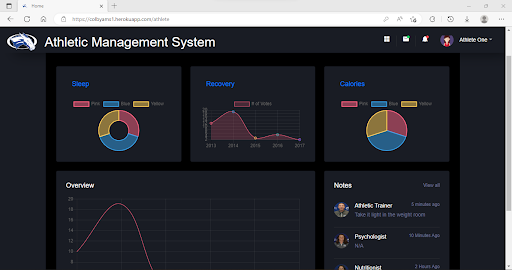 Home
https://colbyams1.herokuapp.com/athlete
Athletic Management System
Athlete One
Sleep
Pink Blue Yellow
Recovery
# of Votes
2013 2014 2015 2016 2017
Calories
Pink Blue Yellow
Overview
20
18
16
14
12
10
8
6
Notes
View all
Athletic Trainer
5 minutes ago
Take it light in the weight room
Psychologist
10 Minutes Ago
N/A
Nutritionist
2 Hours Ago